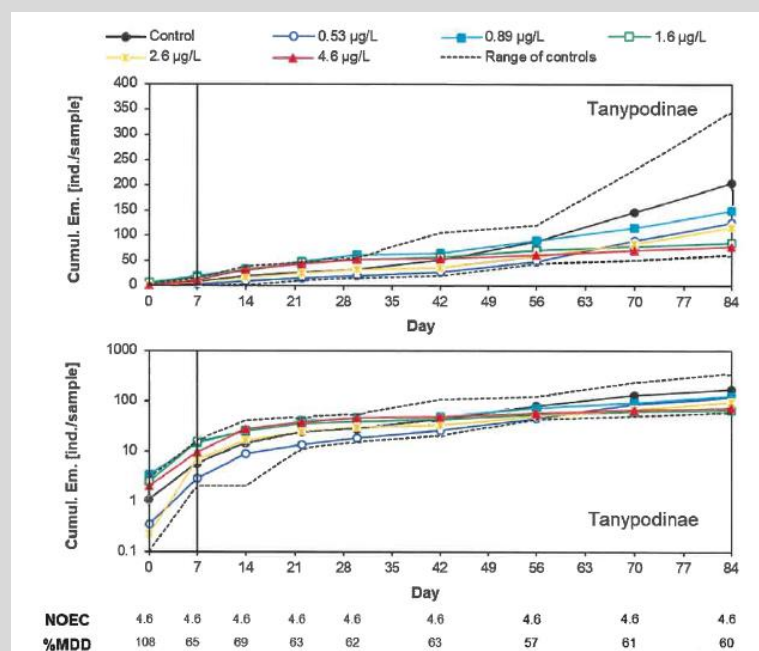 Control 0.53 µg/L 0.89 µg/L 1.6 µg/L
2.6 µg/L 4.6 µg/L Range of controls
Cumul. Em. [ind./sample]
400
350
300
250
200
150
100
50
0
Tanypodinae
0 7 14 21 28 35 42 49 56 63 70 77 84
Day
Cumul. Em. [ind./sample]
1000
100
10
1
0.1
Tanypodinae
0 7 14 21 28 35 42 49 56 63 70 77 84
Day
NOEC 4.6 4.6 4.6 4.6 4.6 4.6 4.6 4.6 4.6
%MDD 108 65 69 63 62 63 57 61 60